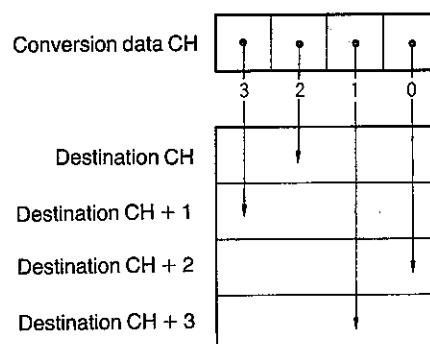 Conversion data CH
3 2 1 0
Destination CH
Destination CH + 1
Destination CH + 2
Destination CH + 3